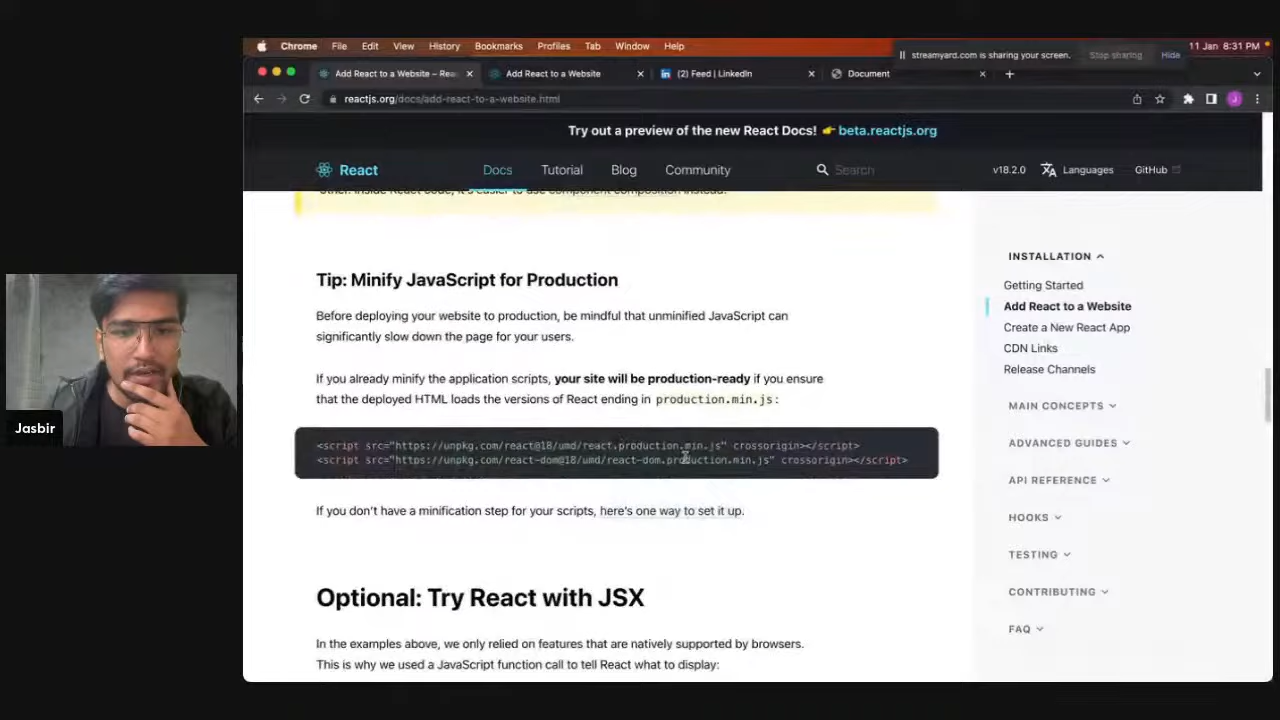 Chrome File Edit View History Bookmarks Profiles Tab Window Help
streamyard.com is sharing your screen. Stop sharing Hide
11 Jan 8:31 PM
Add React to a Website – Rea
Add React to a Website
(2) Feed | LinkedIn
Document
reactjs.org/docs/add-react-to-a-website.html
J
Try out a preview of the new React Docs! 👉 beta.reactjs.org
React Docs Tutorial Blog Community Search v18.2.0 Languages GitHub
other. Inside React code, it's easier to use component composition instead.
Tip: Minify JavaScript for Production
Before deploying your website to production, be mindful that unminified JavaScript can
significantly slow down the page for your users.
If you already minify the application scripts, your site will be production-ready if you ensure
that the deployed HTML loads the versions of React ending in production.min.js:
<script src="https://unpkg.com/react@18/umd/react.production.min.js" crossorigin></script>
<script src="https://unpkg.com/react-dom@18/umd/react-dom.production.min.js" crossorigin></script>
If you don't have a minification step for your scripts, here's one way to set it up.
Optional: Try React with JSX
In the examples above, we only relied on features that are natively supported by browsers.
This is why we used a JavaScript function call to tell React what to display:
INSTALLATION
Getting Started
Add React to a Website
Create a New React App
CDN Links
Release Channels
MAIN CONCEPTS
ADVANCED GUIDES
API REFERENCE
HOOKS
TESTING
CONTRIBUTING
FAQ
Jasbir